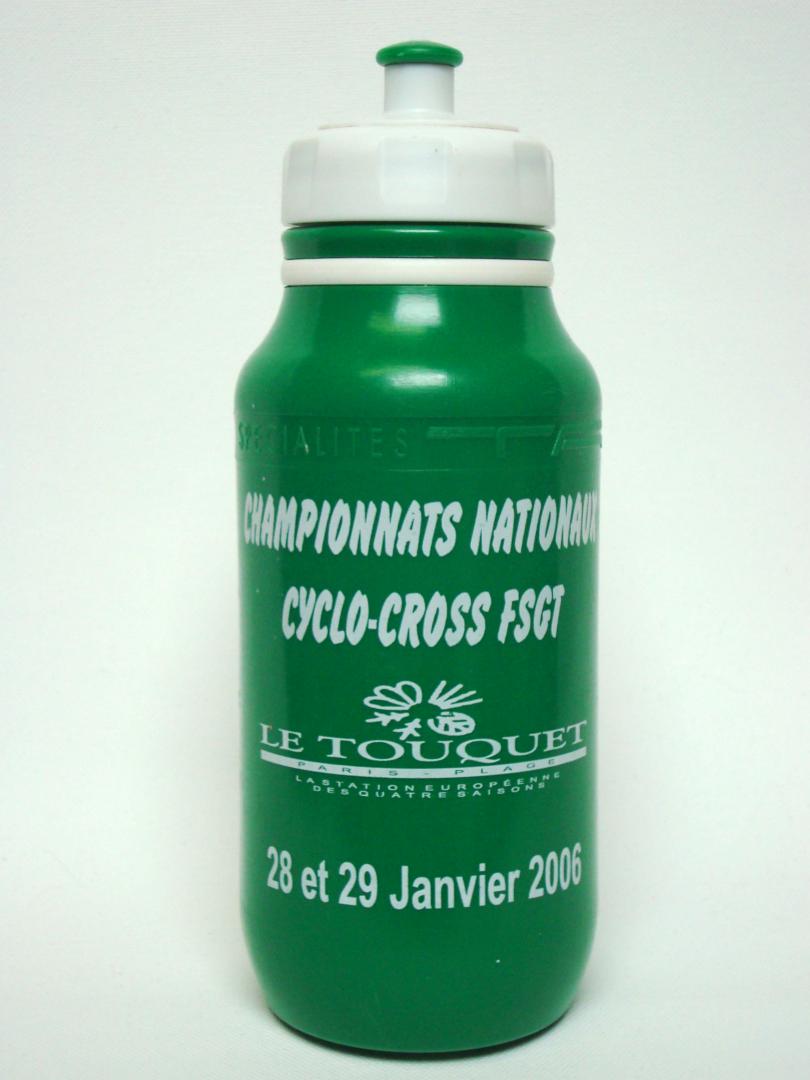 SPECIALITES TA
CHAMPIONNATS NATIONAUX
CYCLO-CROSS FSGT
LE TOUQUET
PARIS - PLAGE
LA STATION EUROPÉENNE
DES QUATRE SAISONS
28 et 29 Janvier 2006